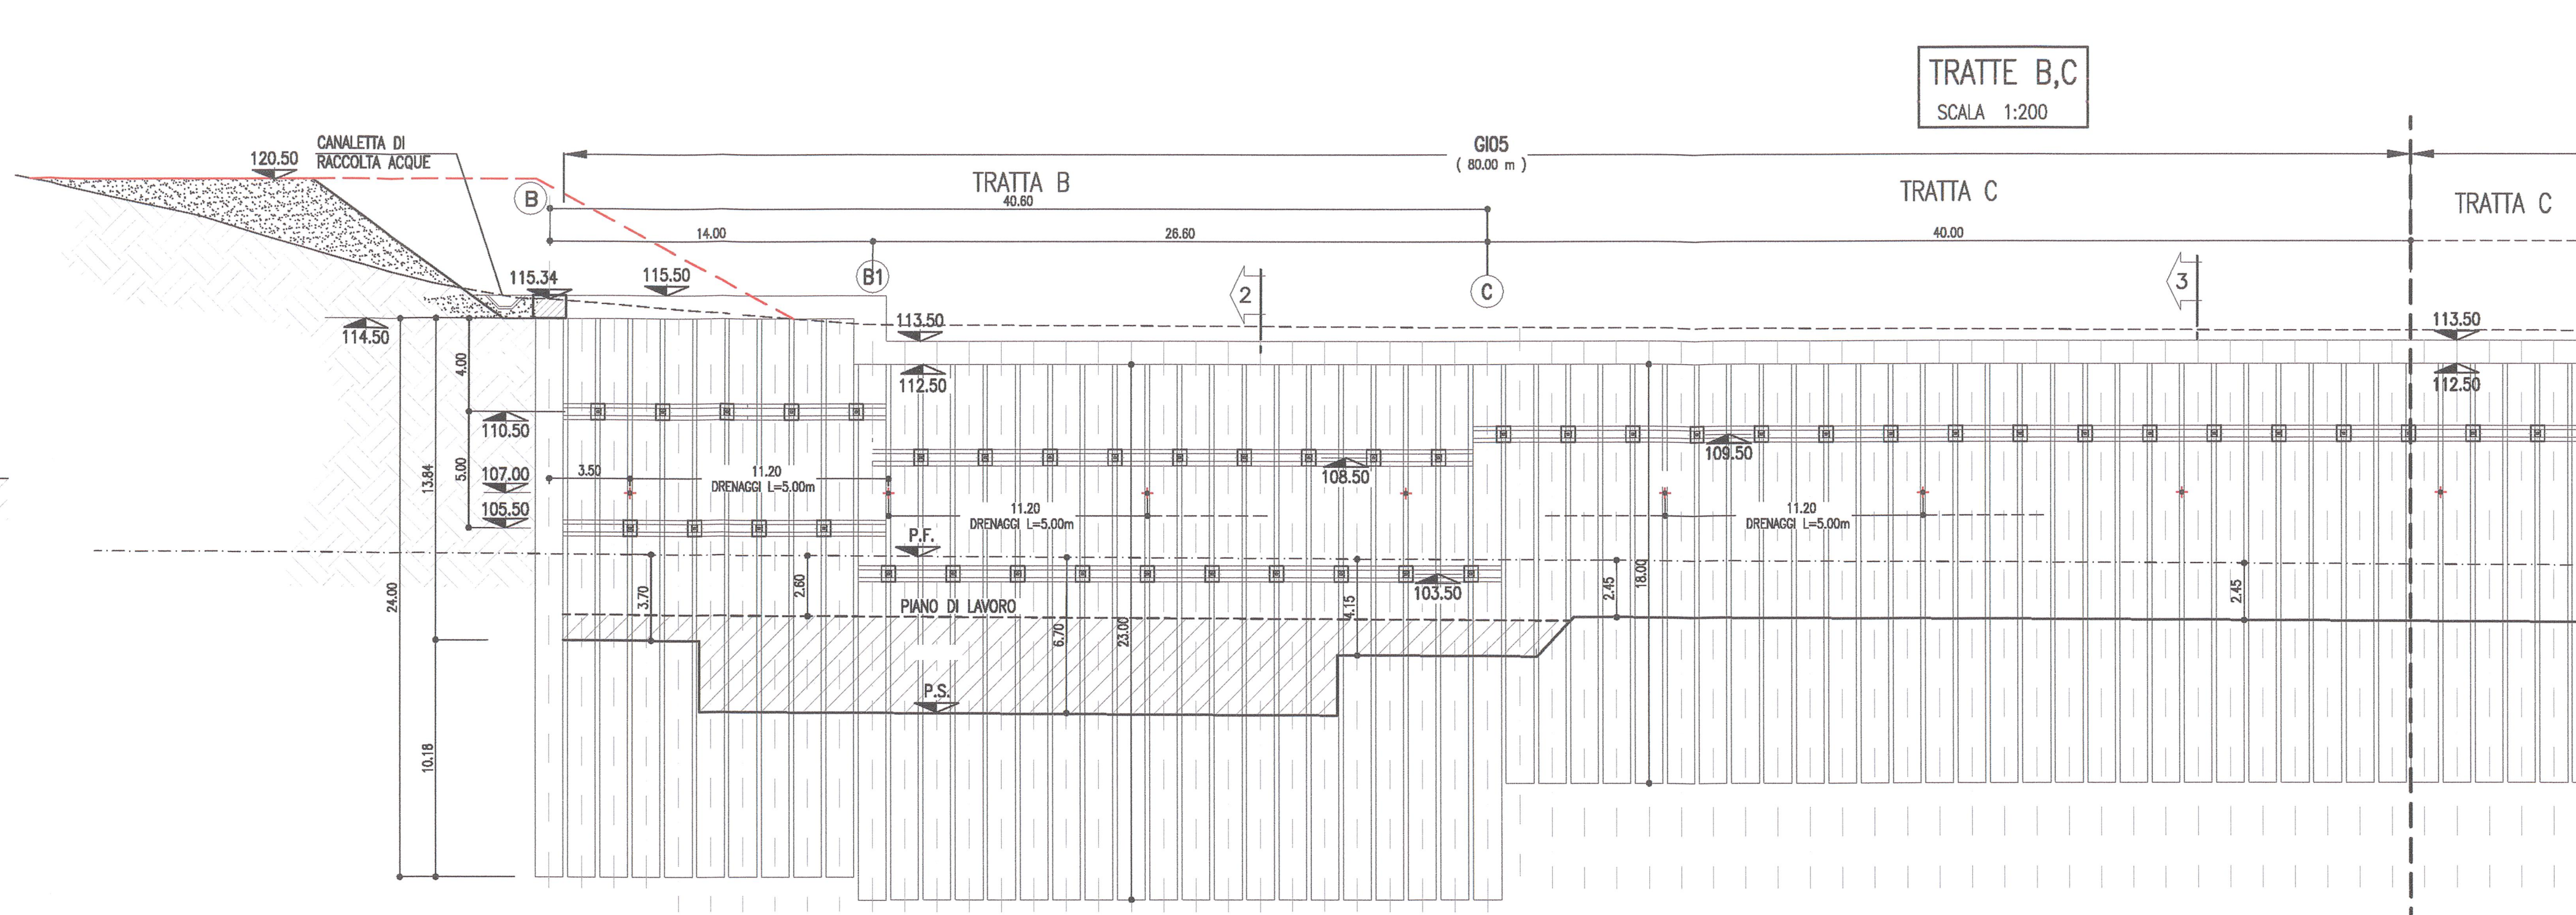 TRATTE B,C
SCALA 1:200
GI05
( 80.00 m )
CANALETTA DI
RACCOLTA ACQUE
120.50
B
TRATTA B
40.60
TRATTA C
TRATTA C
14.00
26.60
40.00
B1
C
2
3
115.34
115.50
114.50
113.50
112.50
113.50
112.50
4.00
110.50
5.00
107.00
105.50
13.84
24.00
10.18
3.50
11.20
DRENAGGI L=5.00m
108.50
109.50
11.20
DRENAGGI L=5.00m
11.20
DRENAGGI L=5.00m
P.F.
103.50
3.70
2.60
PIANO DI LAVORO
6.70
23.00
4.15
2.45
18.00
2.45
P.S.